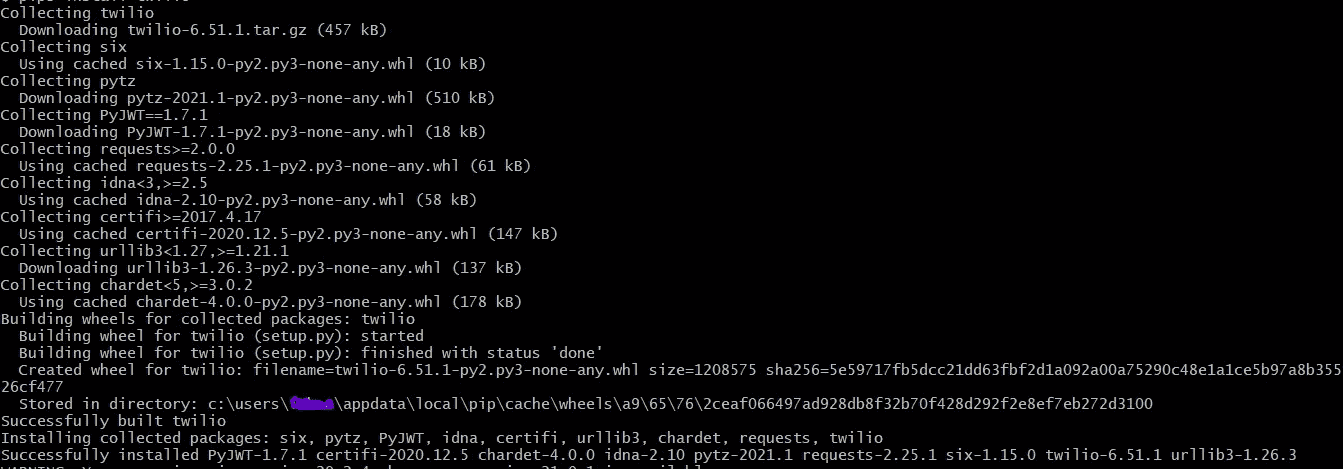 Collecting twilio
Downloading twilio-6.51.1.tar.gz (457 kB)
Collecting six
Using cached six-1.15.0-py2.py3-none-any.whl (10 kB)
Collecting pytz
Downloading pytz-2021.1-py2.py3-none-any.whl (510 kB)
Collecting PyJWT==1.7.1
Downloading PyJWT-1.7.1-py2.py3-none-any.whl (18 kB)
Collecting requests>=2.0.0
Using cached requests-2.25.1-py2.py3-none-any.whl (61 kB)
Collecting idna<3,>=2.5
Using cached idna-2.10-py2.py3-none-any.whl (58 kB)
Collecting certifi>=2017.4.17
Using cached certifi-2020.12.5-py2.py3-none-any.whl (147 kB)
Collecting urllib3<1.27,>=1.21.1
Downloading urllib3-1.26.3-py2.py3-none-any.whl (137 kB)
Collecting chardet<5,>=3.0.2
Using cached chardet-4.0.0-py2.py3-none-any.whl (178 kB)
Building wheels for collected packages: twilio
Building wheel for twilio (setup.py): started
Building wheel for twilio (setup.py): finished with status 'done'
Created wheel for twilio: filename=twilio-6.51.1-py2.py3-none-any.whl size=1208575 sha256=5e59717fb5dcc21dd63fbf2d1a092a00a75290c48e1a1ce5b97a8b355
26cf477
Stored in directory: c:\users\ \appdata\local\pip\cache\wheels\a9\65\76\2ceaf066497ad928db8f32b70f428d292f2e8ef7eb272d3100
Successfully built twilio
Installing collected packages: six, pytz, PyJWT, idna, certifi, urllib3, chardet, requests, twilio
Successfully installed PyJWT-1.7.1 certifi-2020.12.5 chardet-4.0.0 idna-2.10 pytz-2021.1 requests-2.25.1 six-1.15.0 twilio-6.51.1 urllib3-1.26.3